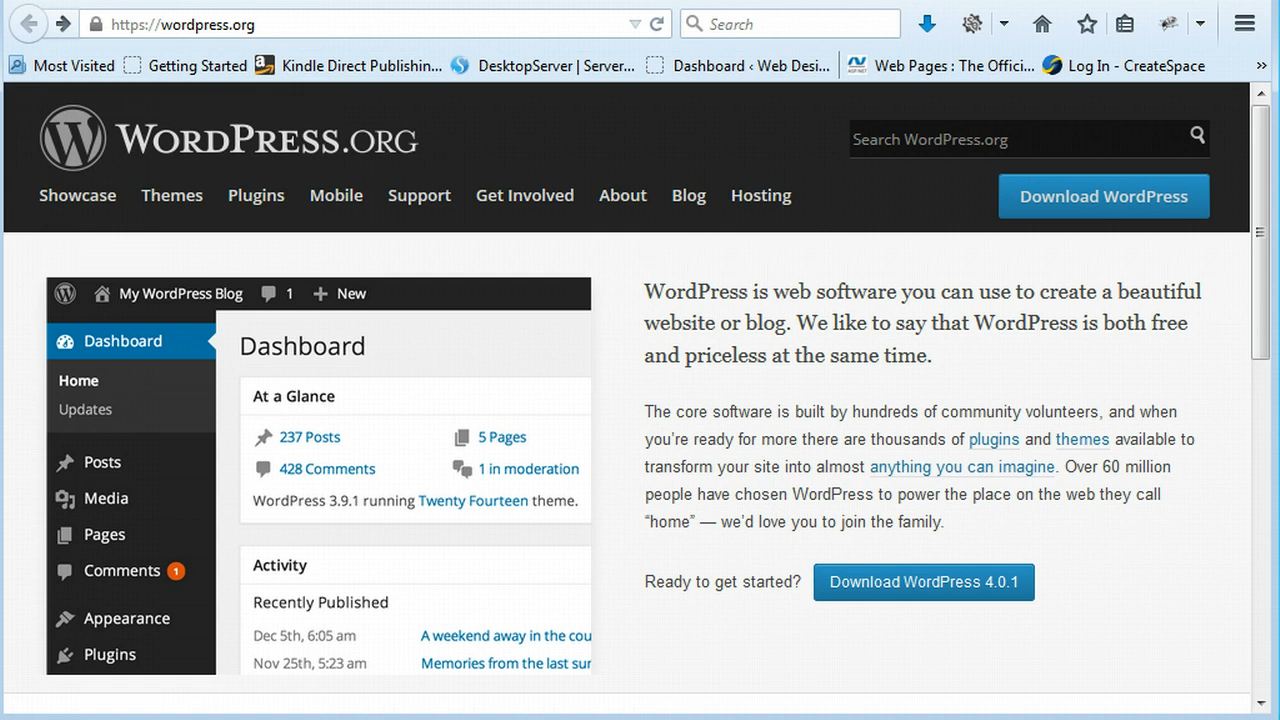 https://wordpress.org
Search
Most Visited
Getting Started
Kindle Direct Publishin...
DesktopServer | Server...
Dashboard ‹ Web Desi...
Web Pages : The Offici...
Log In - CreateSpace
»
WORDPRESS.ORG
Search WordPress.org
Showcase
Themes
Plugins
Mobile
Support
Get Involved
About
Blog
Hosting
Download WordPress
My WordPress Blog
1
New
Dashboard
Home
Updates
Posts
Media
Pages
Comments 1
Appearance
Plugins
Dashboard
At a Glance
237 Posts
5 Pages
428 Comments
1 in moderation
WordPress 3.9.1 running Twenty Fourteen theme.
Activity
Recently Published
Dec 5th, 6:05 am
A weekend away in the cou
Nov 25th, 5:23 am
Memories from the last sur
WordPress is web software you can use to create a beautiful
website or blog. We like to say that WordPress is both free
and priceless at the same time.
The core software is built by hundreds of community volunteers, and when
you’re ready for more there are thousands of plugins and themes available to
transform your site into almost anything you can imagine. Over 60 million
people have chosen WordPress to power the place on the web they call
“home” — we’d love you to join the family.
Ready to get started?
Download WordPress 4.0.1